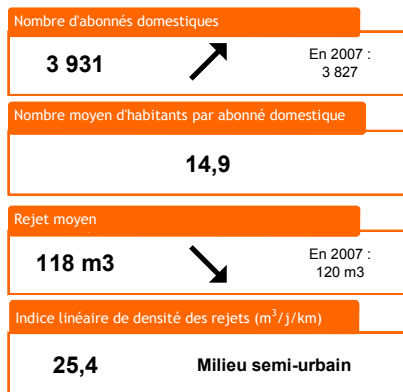 Nombre d'abonnés domestiques
3 931
En 2007 :
3 827
Nombre moyen d'habitants par abonné domestique
14,9
Rejet moyen
118 m3
En 2007 :
120 m3
Indice linéaire de densité des rejets (m³/j/km)
25,4 Milieu semi-urbain